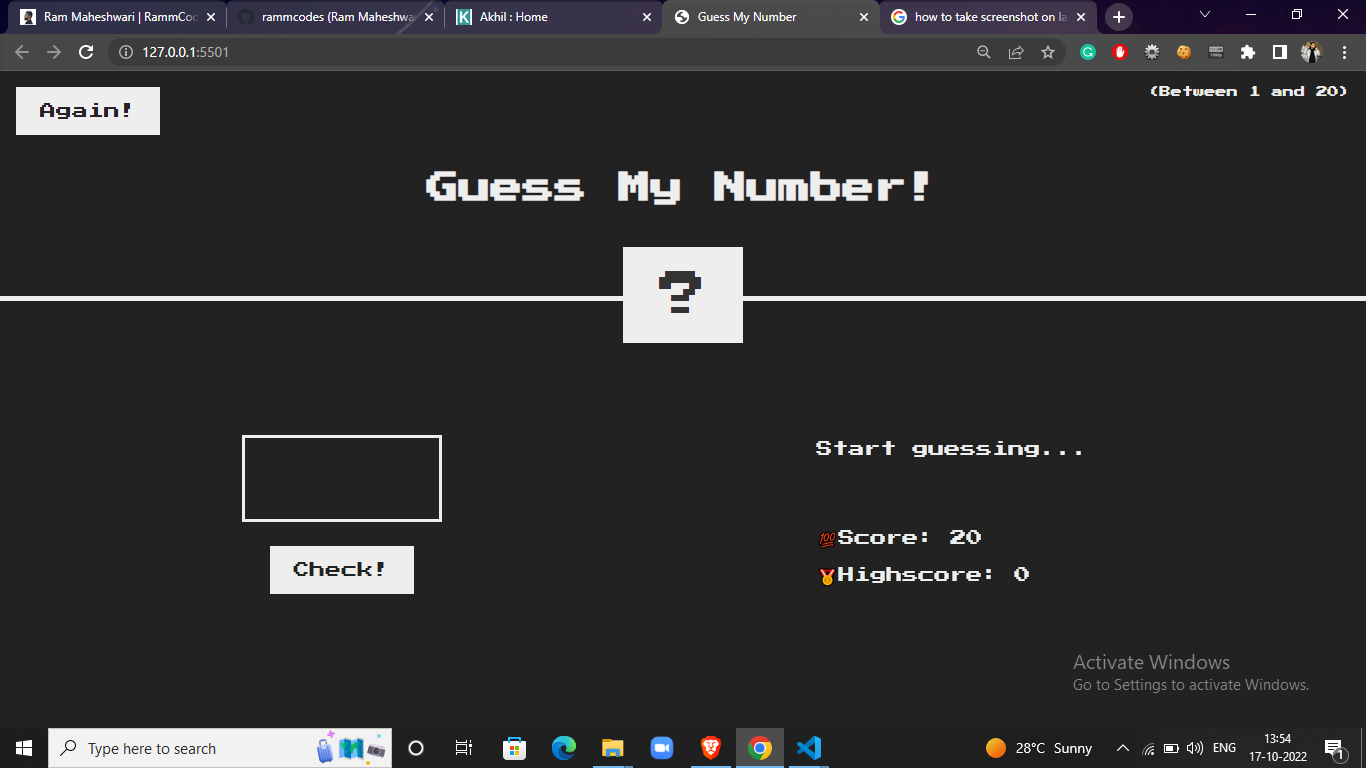 Ram Maheshwari | RammCod
rammcodes (Ram Maheshwa
Akhil : Home
Guess My Number
how to take screenshot on la
127.0.0.1:5501
Again!
(Between 1 and 20)
Guess My Number!
?
Start guessing...
💯Score: 20
Check!
🥇Highscore: 0
Activate Windows
Go to Settings to activate Windows.
Type here to search
28°C Sunny
ENG
13:54
17-10-2022
1